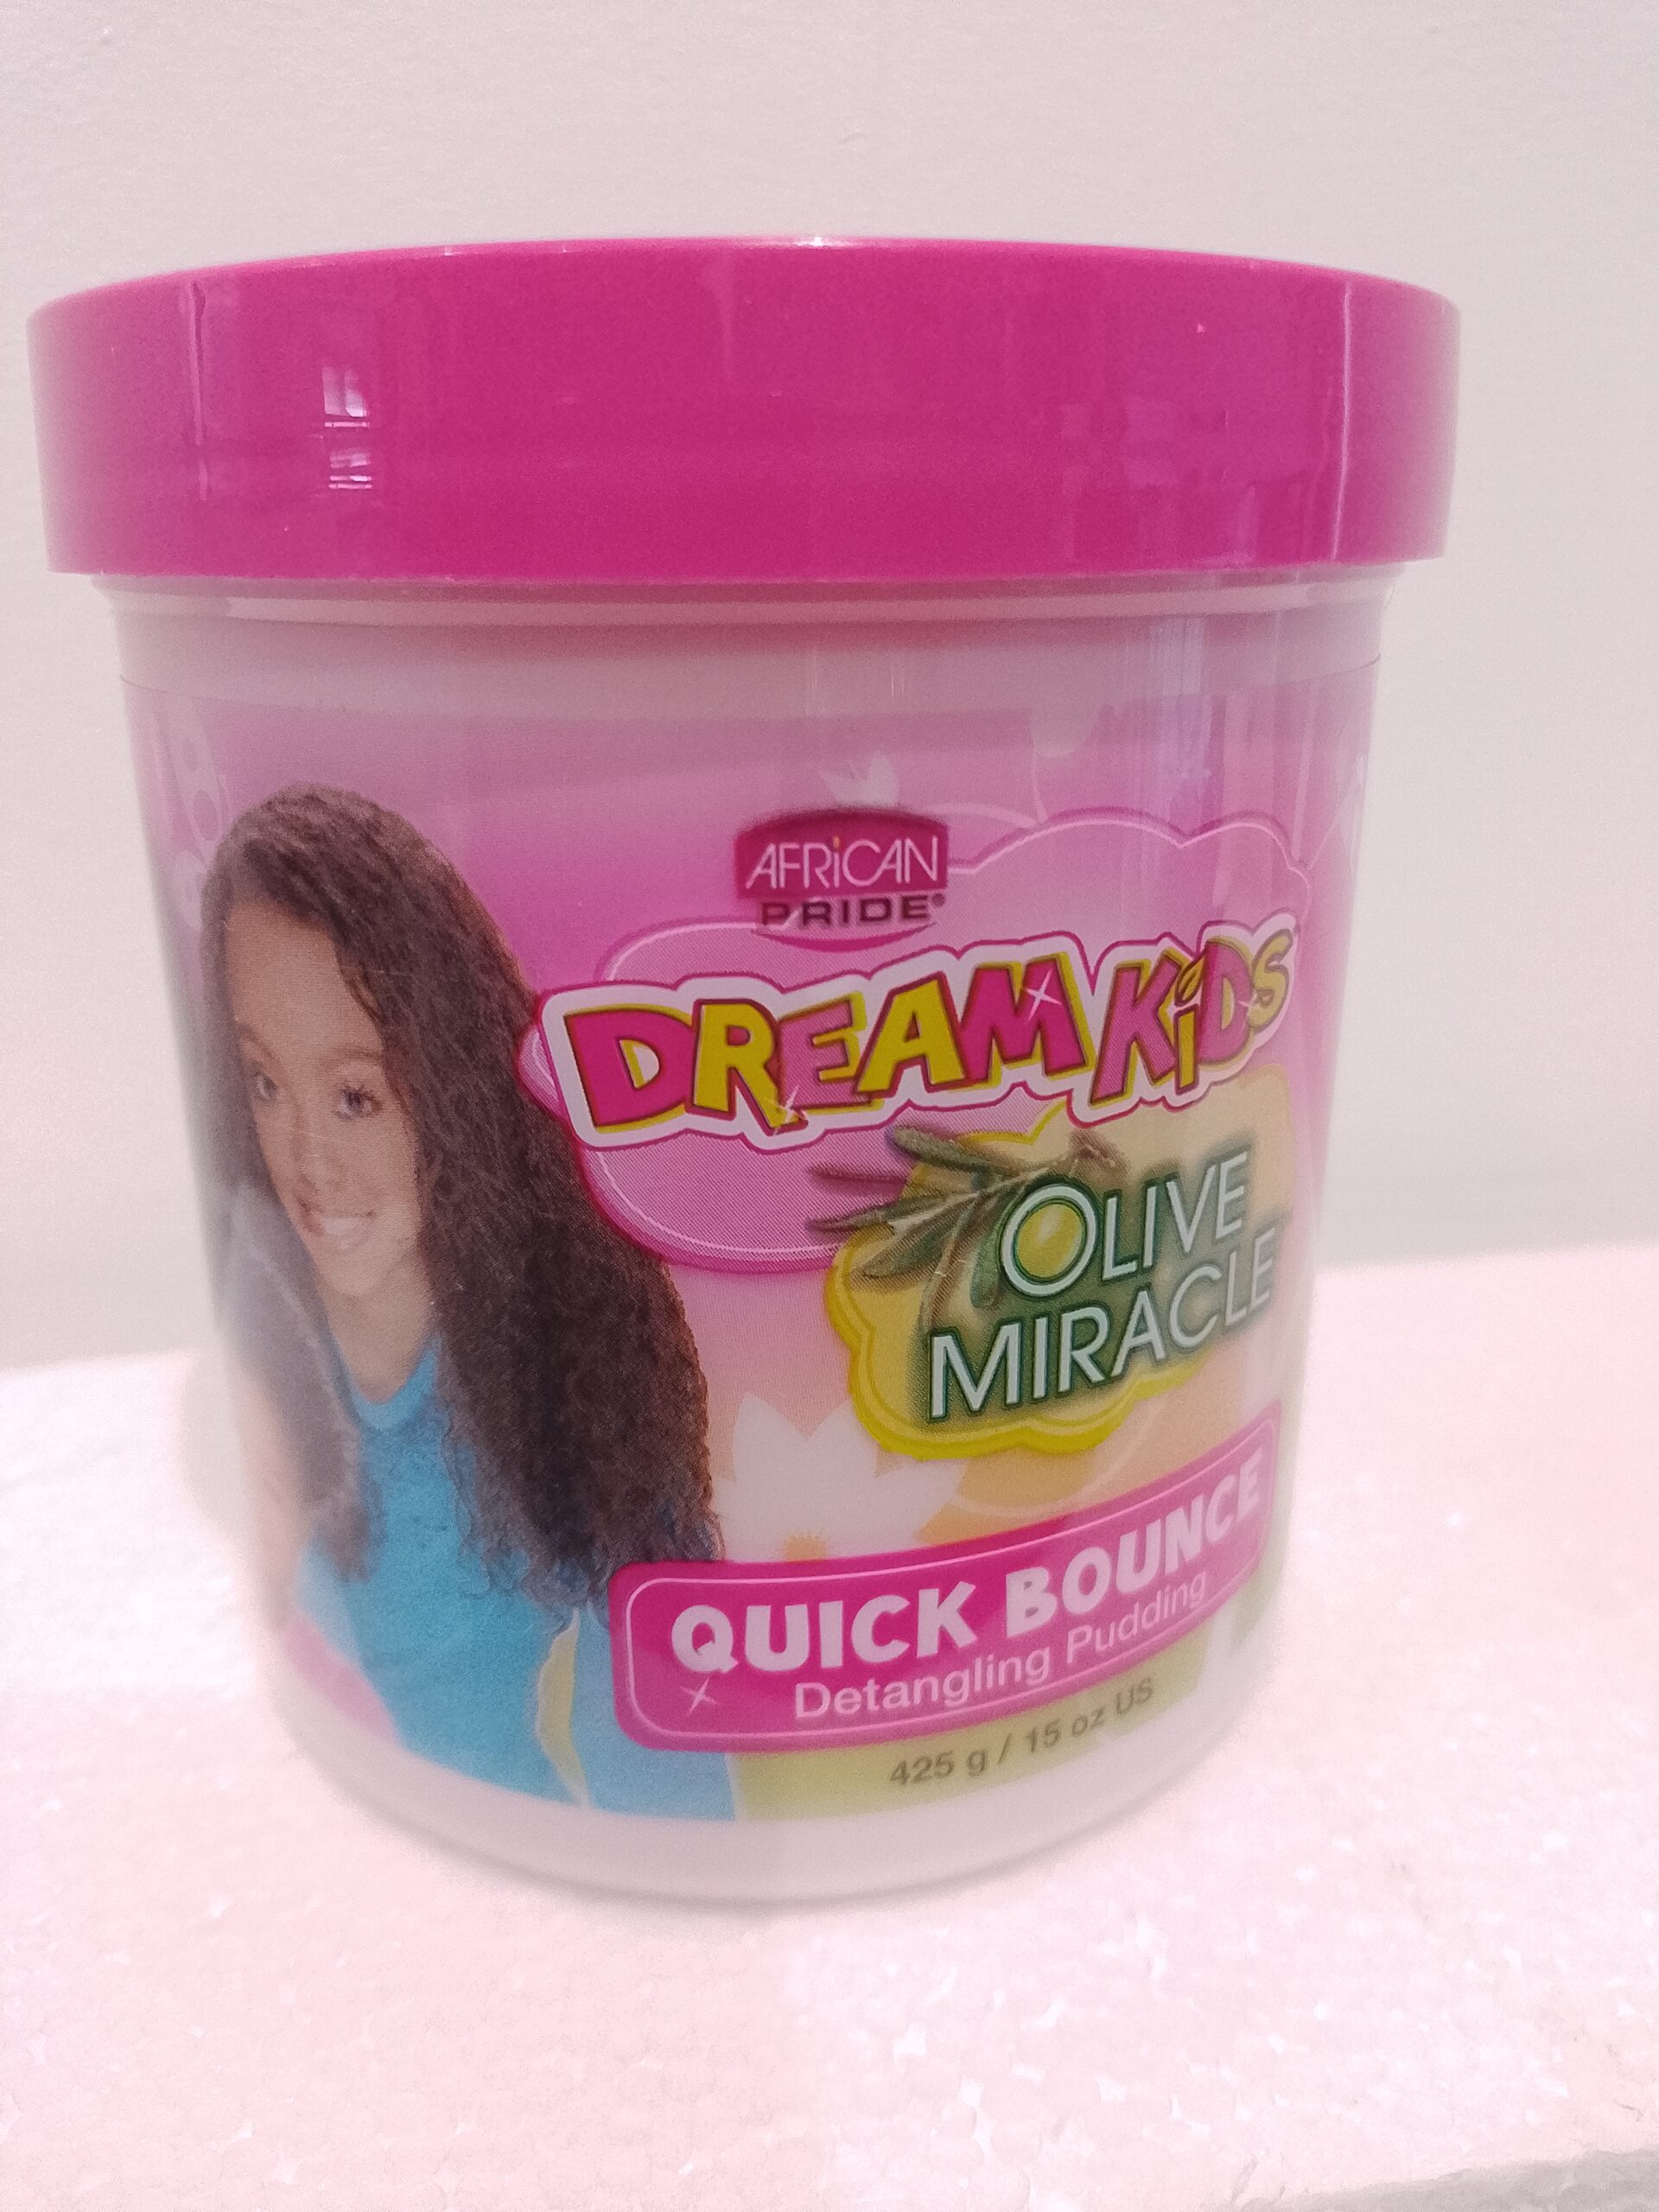 AFRiCAN
PRIDE®
DREAM KiDS
OLIVE
MIRACLE
QUICK BOUNCE
Detangling Pudding
425 g / 15 oz US